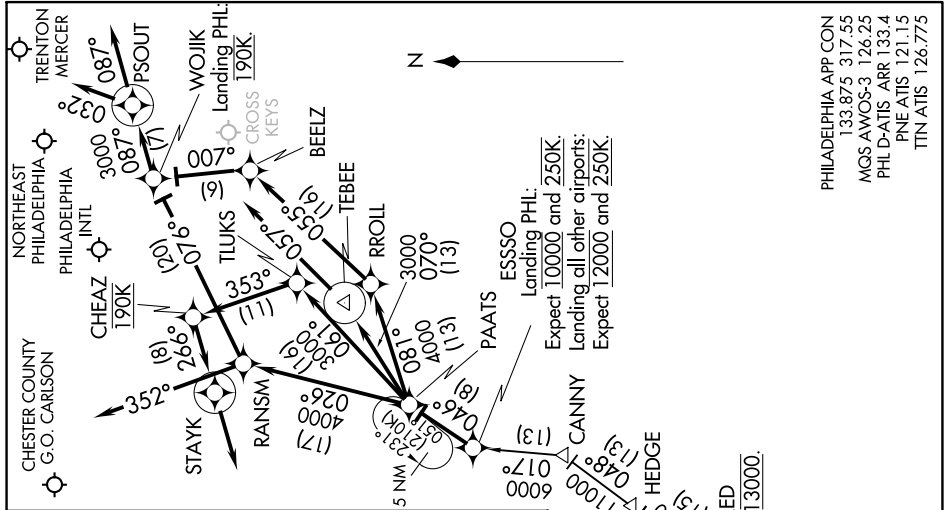 TRENTON
MERCER
032°
087°
PSOUT
3000
087°
(7)
WOJIK
Landing PHL:
190K.
NORTHEAST
PHILADELPHIA
PHILADELPHIA
INTL
CROSS
KEYS
007°
(9)
BEELZ
076°
(20)
CHEAZ
190K
TLUKS
057°
055°
(16)
TEBEE
353°
(11)
RROLL
3000
070°
(13)
CHESTER COUNTY
G.O. CARLSON
266°
(8)
352°
STAYK
RANSM
3000
061°
(16)
081°
4000
(13)
4000
026°
(17)
PAATS
ESSSO
Landing PHL:
Expect 10000 and 250K.
Landing all other airports:
Expect 12000 and 250K.
231°
051°
(210K)
5 NM
046°
(8)
6000
017°
(13)
CANNY
11000
048°
(13)
HEDGE
(15)
ED
13000.
N
PHILADELPHIA APP CON
133.875 317.55
MQS AWOS-3 126.25
PHL D-ATIS ARR 133.4
PNE ATIS 121.15
TTN ATIS 126.775